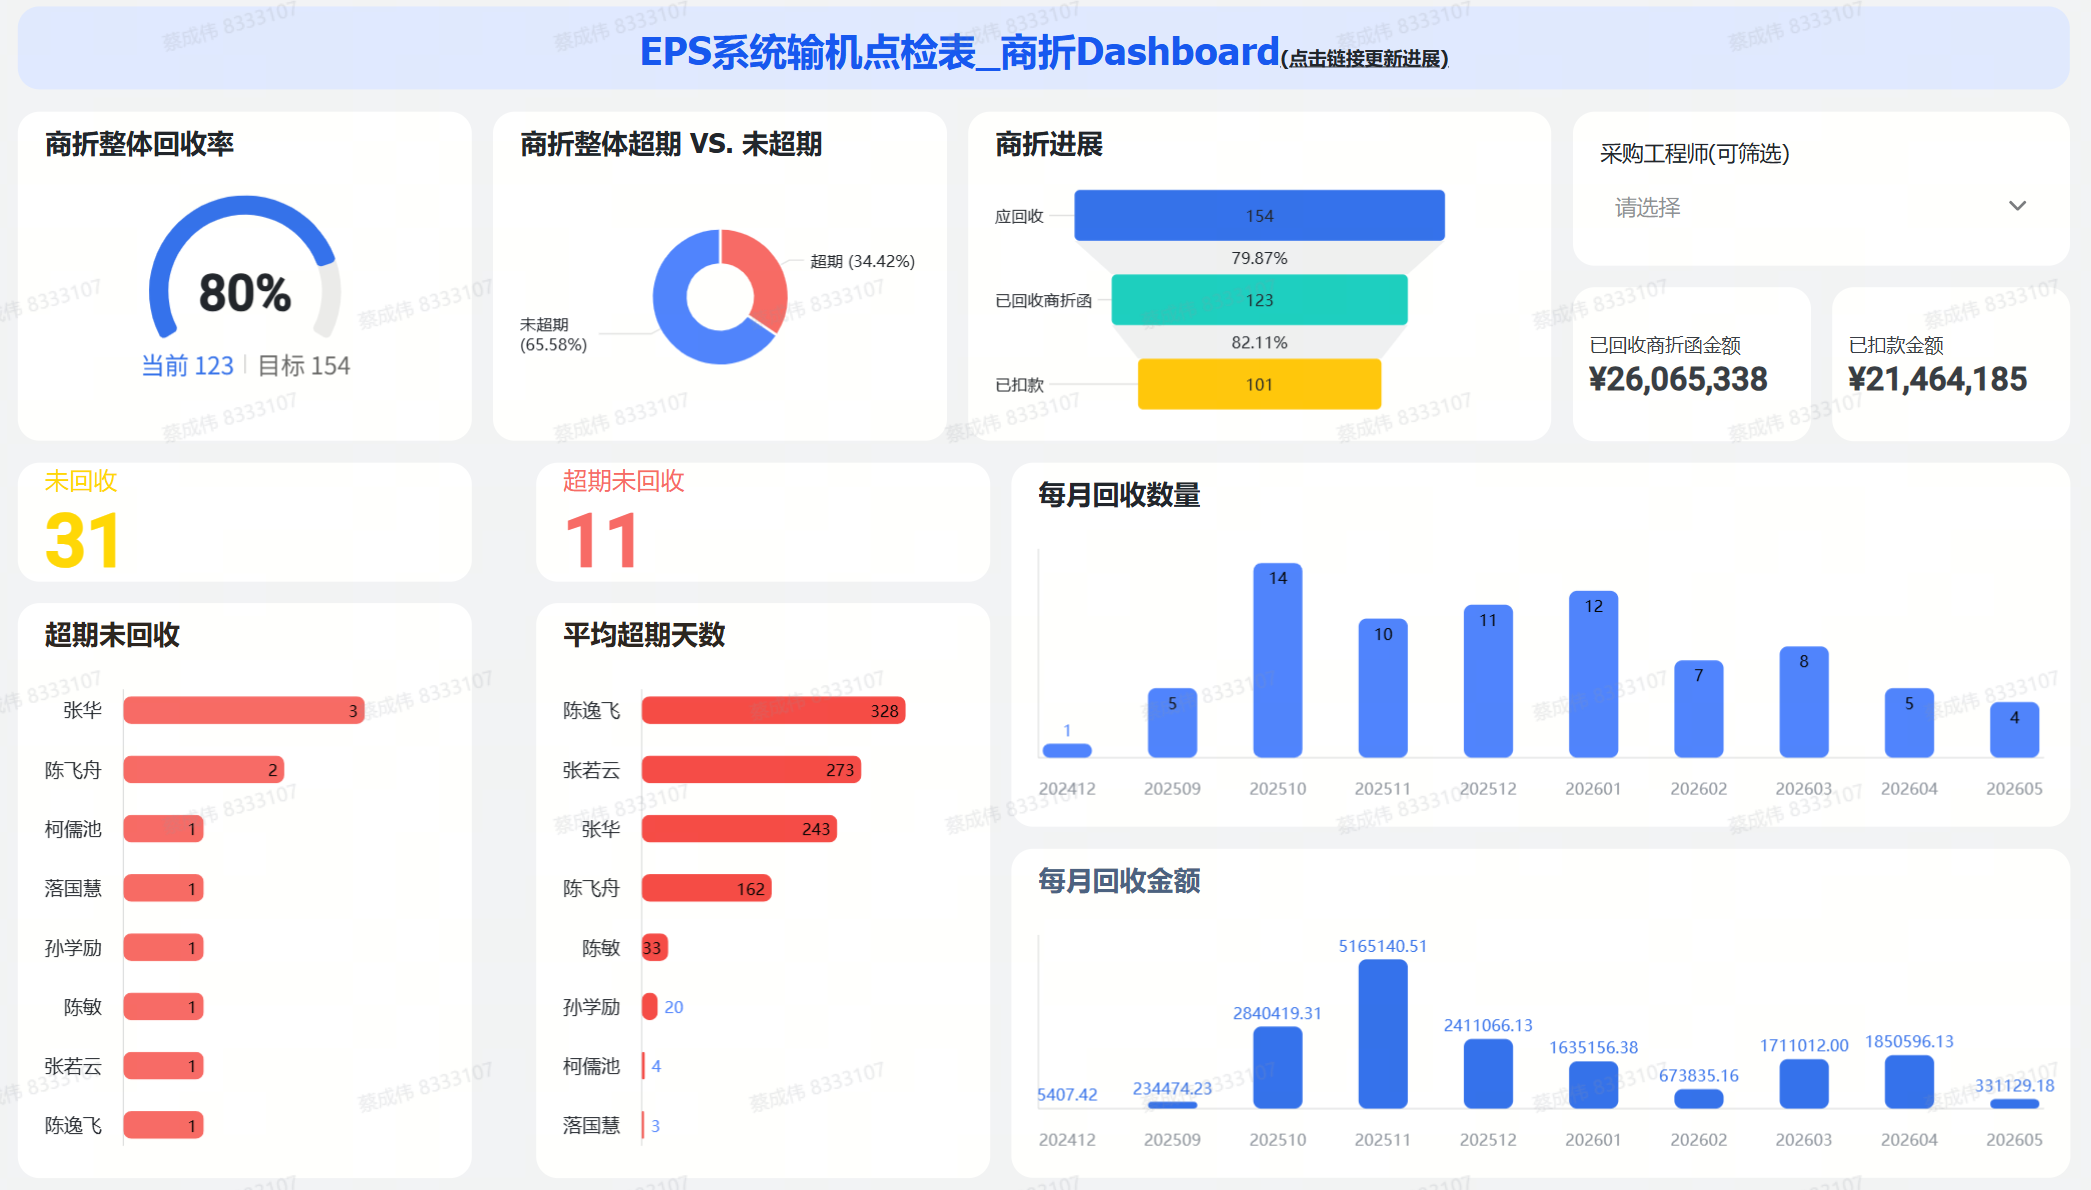 EPS系统输机点检表_商折Dashboard(点击链接更新进展)
商折整体回收率
80%
当前 123 | 目标 154
商折整体超期 VS. 未超期
超期 (34.42%)
未超期
(65.58%)
商折进展
应回收
154
79.87%
已回收商折函
123
82.11%
已扣款
101
采购工程师(可筛选)
请选择
已回收商折函金额
¥26,065,338
已扣款金额
¥21,464,185
未回收
31
超期未回收
11
超期未回收
张华 3
陈飞舟 2
柯儒池 1
落国慧 1
孙学励 1
陈敏 1
张若云 1
陈逸飞 1
平均超期天数
陈逸飞 328
张若云 273
张华 243
陈飞舟 162
陈敏 33
孙学励 20
柯儒池 4
落国慧 3
每月回收数量
1 5 14 10 11 12 7 8 5 4
202412 202509 202510 202511 202512 202601 202602 202603 202604 202605
每月回收金额
5407.42 234474.23 2840419.31 5165140.51 2411066.13 1635156.38 673835.16 1711012.00 1850596.13 331129.18
202412 202509 202510 202511 202512 202601 202602 202603 202604 202605
蔡成伟 8333107